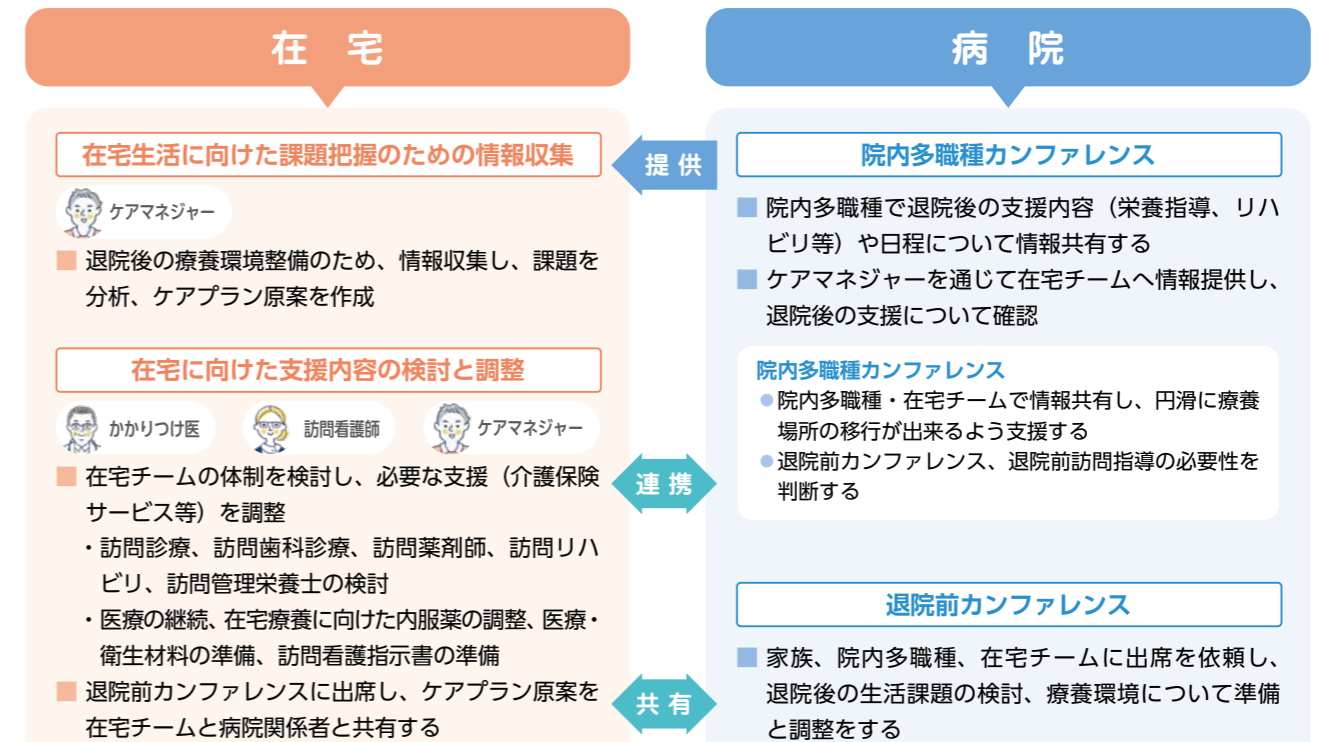 在 宅
在宅生活に向けた課題把握のための情報収集
ケアマネジャー
■ 退院後の療養環境整備のため、情報収集し、課題を
分析、ケアプラン原案を作成
在宅に向けた支援内容の検討と調整
かかりつけ医
訪問看護師
ケアマネジャー
■ 在宅チームの体制を検討し、必要な支援（介護保険
サービス等）を調整
・訪問診療、訪問歯科診療、訪問薬剤師、訪問リハ
ビリ、訪問管理栄養士の検討
・医療の継続、在宅療養に向けた内服薬の調整、医療・
衛生材料の準備、訪問看護指示書の準備
■ 退院前カンファレンスに出席し、ケアプラン原案を
在宅チームと病院関係者と共有する
提 供
連 携
共 有
病 院
院内多職種カンファレンス
■ 院内多職種で退院後の支援内容（栄養指導、リハ
ビリ等）や日程について情報共有する
■ ケアマネジャーを通じて在宅チームへ情報提供し、
退院後の支援について確認
院内多職種カンファレンス
●院内多職種・在宅チームで情報共有し、円滑に療養
場所の移行が出来るよう支援する
●退院前カンファレンス、退院前訪問指導の必要性を
判断する
退院前カンファレンス
■ 家族、院内多職種、在宅チームに出席を依頼し、
退院後の生活課題の検討、療養環境について準備
と調整をする